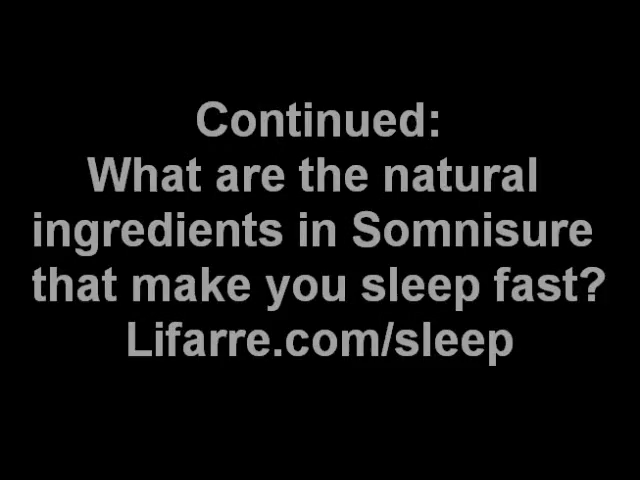 Continued:
What are the natural
ingredients in Somnisure
that make you sleep fast?
Lifarre.com/sleep